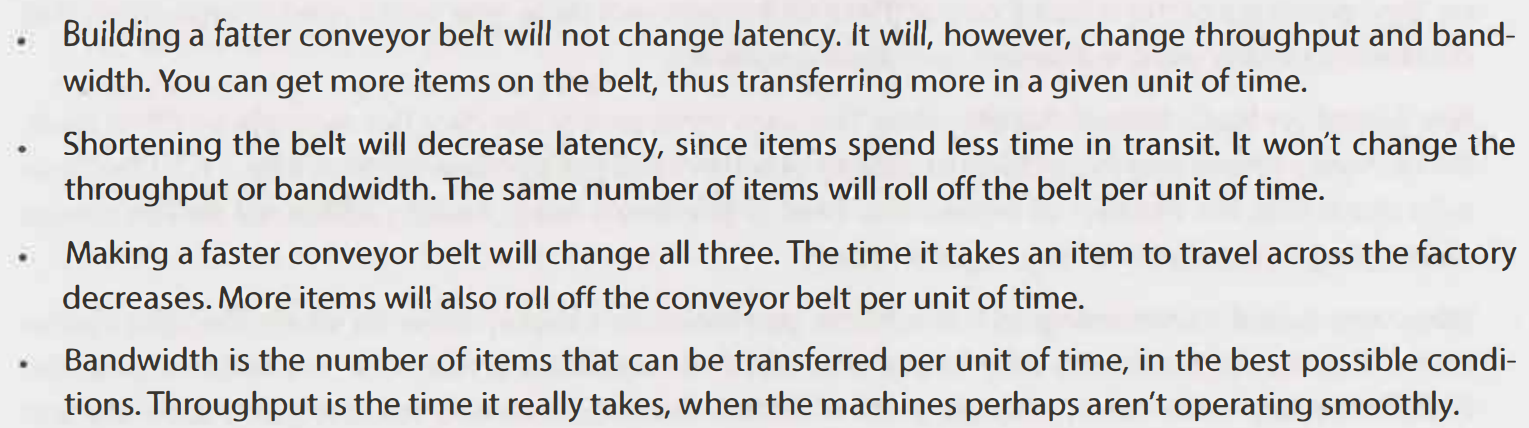 • Building a fatter conveyor belt will not change latency. It will, however, change throughput and band-
width. You can get more items on the belt, thus transferring more in a given unit of time.
• Shortening the belt will decrease latency, since items spend less time in transit. It won't change the
throughput or bandwidth. The same number of items will roll off the belt per unit of time.
• Making a faster conveyor belt will change all three. The time it takes an item to travel across the factory
decreases. More items will also roll off the conveyor belt per unit of time.
• Bandwidth is the number of items that can be transferred per unit of time, in the best possible condi-
tions. Throughput is the time it really takes, when the machines perhaps aren't operating smoothly.